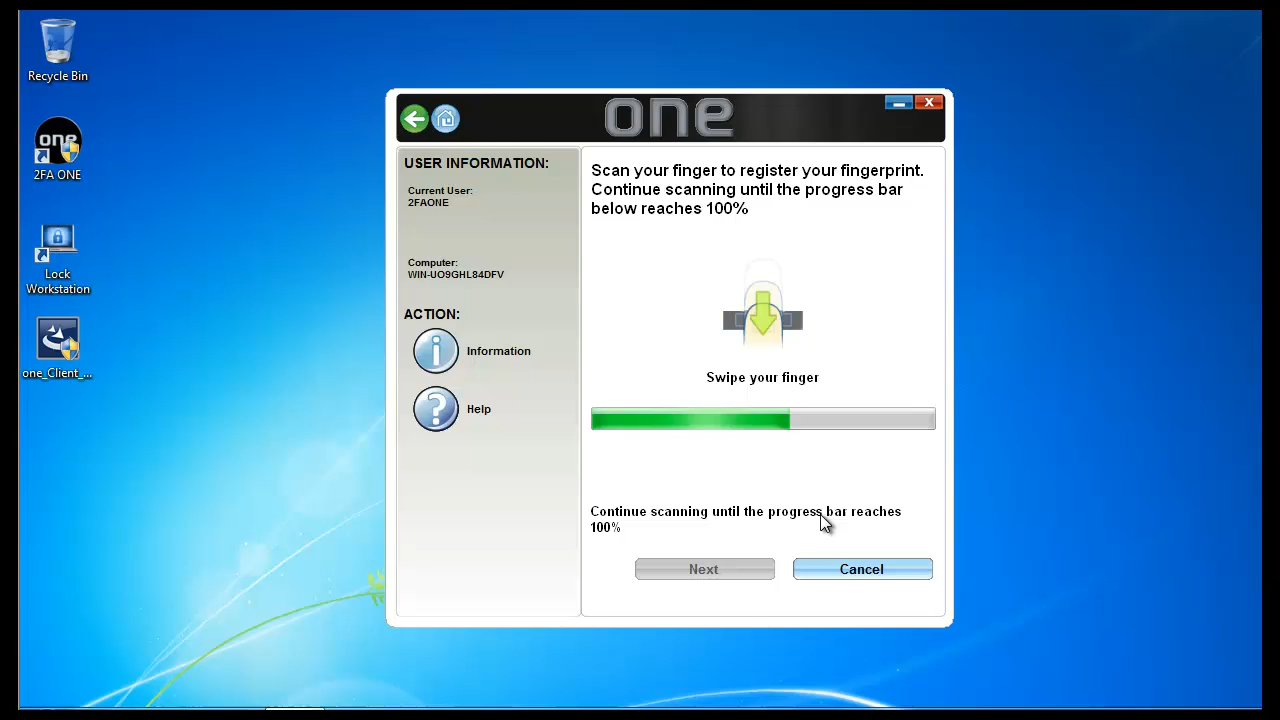 Recycle Bin
one
2FA ONE
Lock
Workstation
one_Client_...
one
USER INFORMATION:
Current User:
2FAONE
Computer:
WIN-UO9GHL84DFV
ACTION:
i
Information
?
Help
Scan your finger to register your fingerprint.
Continue scanning until the progress bar
below reaches 100%
Swipe your finger
Continue scanning until the progress bar reaches
100%
Next
Cancel